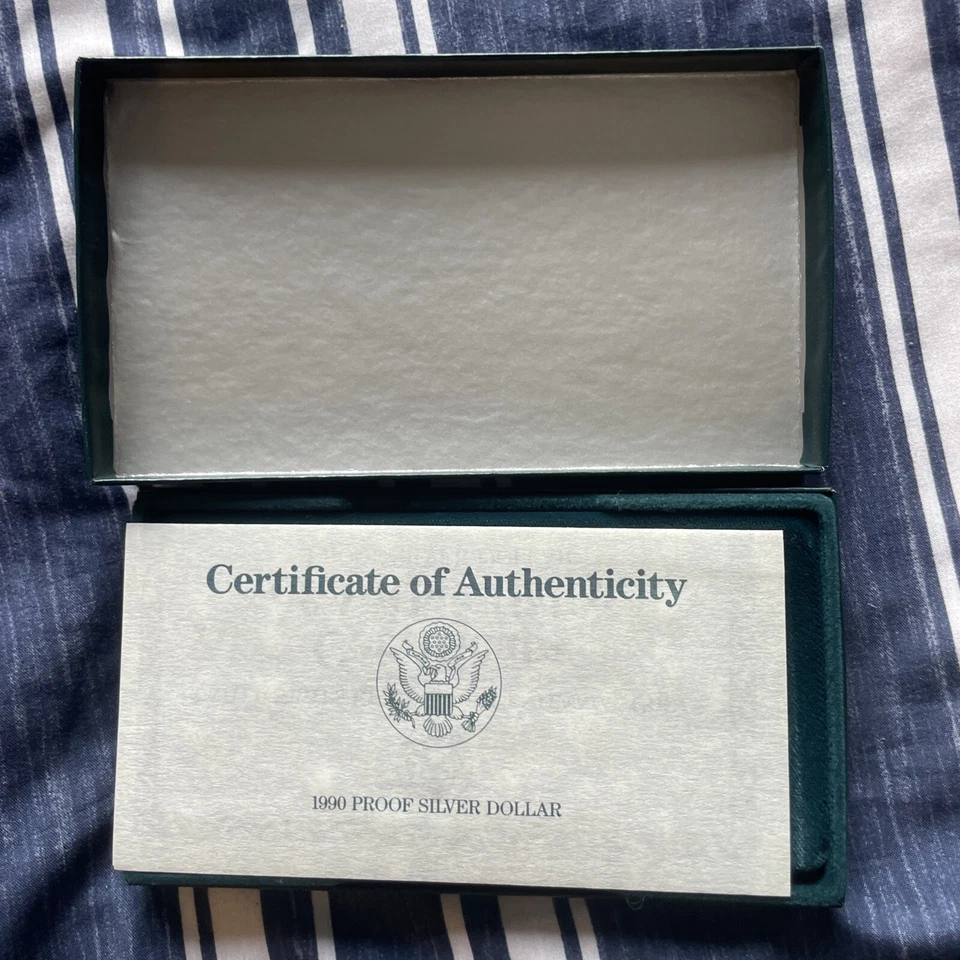 Certificate of Authenticity
1990 PROOF SILVER DOLLAR